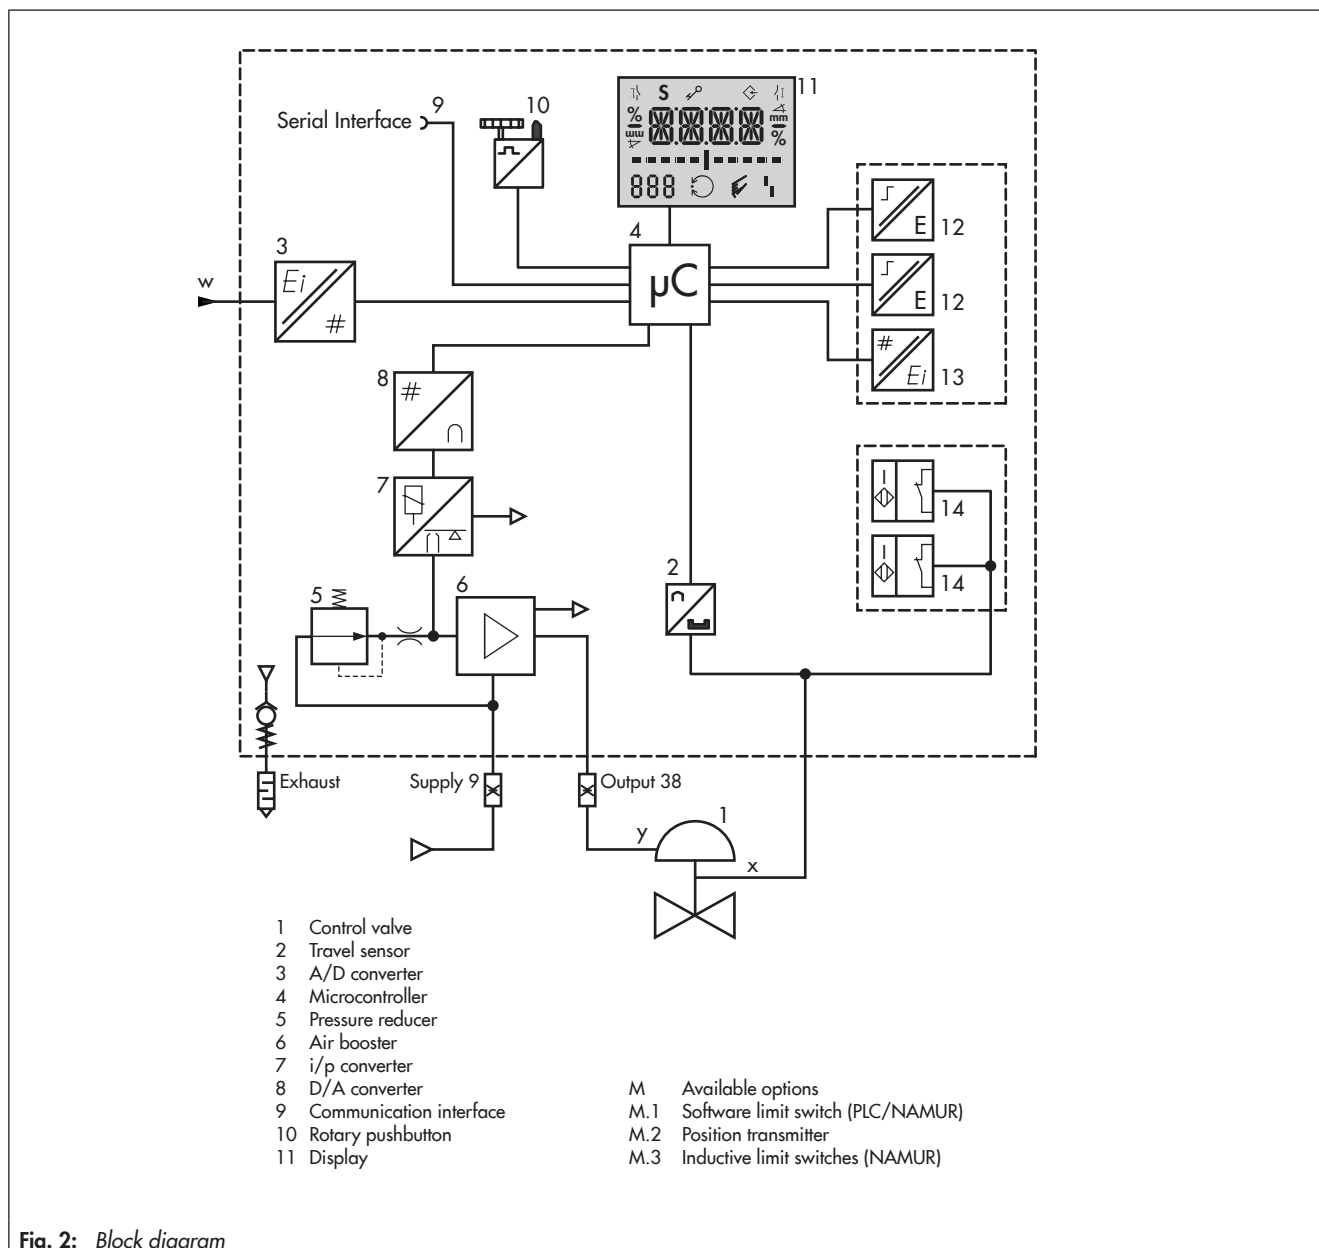 11
S
%
mm
mm
%
888
9
10
Serial Interface
4
µC
12
E
12
E
#
Ei
13
3
w
Ei
#
8
#
7
14
14
2
5
6
Exhaust
Supply 9
Output 38
y
1
x
1 Control valve
2 Travel sensor
3 A/D converter
4 Microcontroller
5 Pressure reducer
6 Air booster
7 i/p converter
8 D/A converter
9 Communication interface
10 Rotary pushbutton
11 Display
M Available options
M.1 Software limit switch (PLC/NAMUR)
M.2 Position transmitter
M.3 Inductive limit switches (NAMUR)
Fig. 2: Block diagram